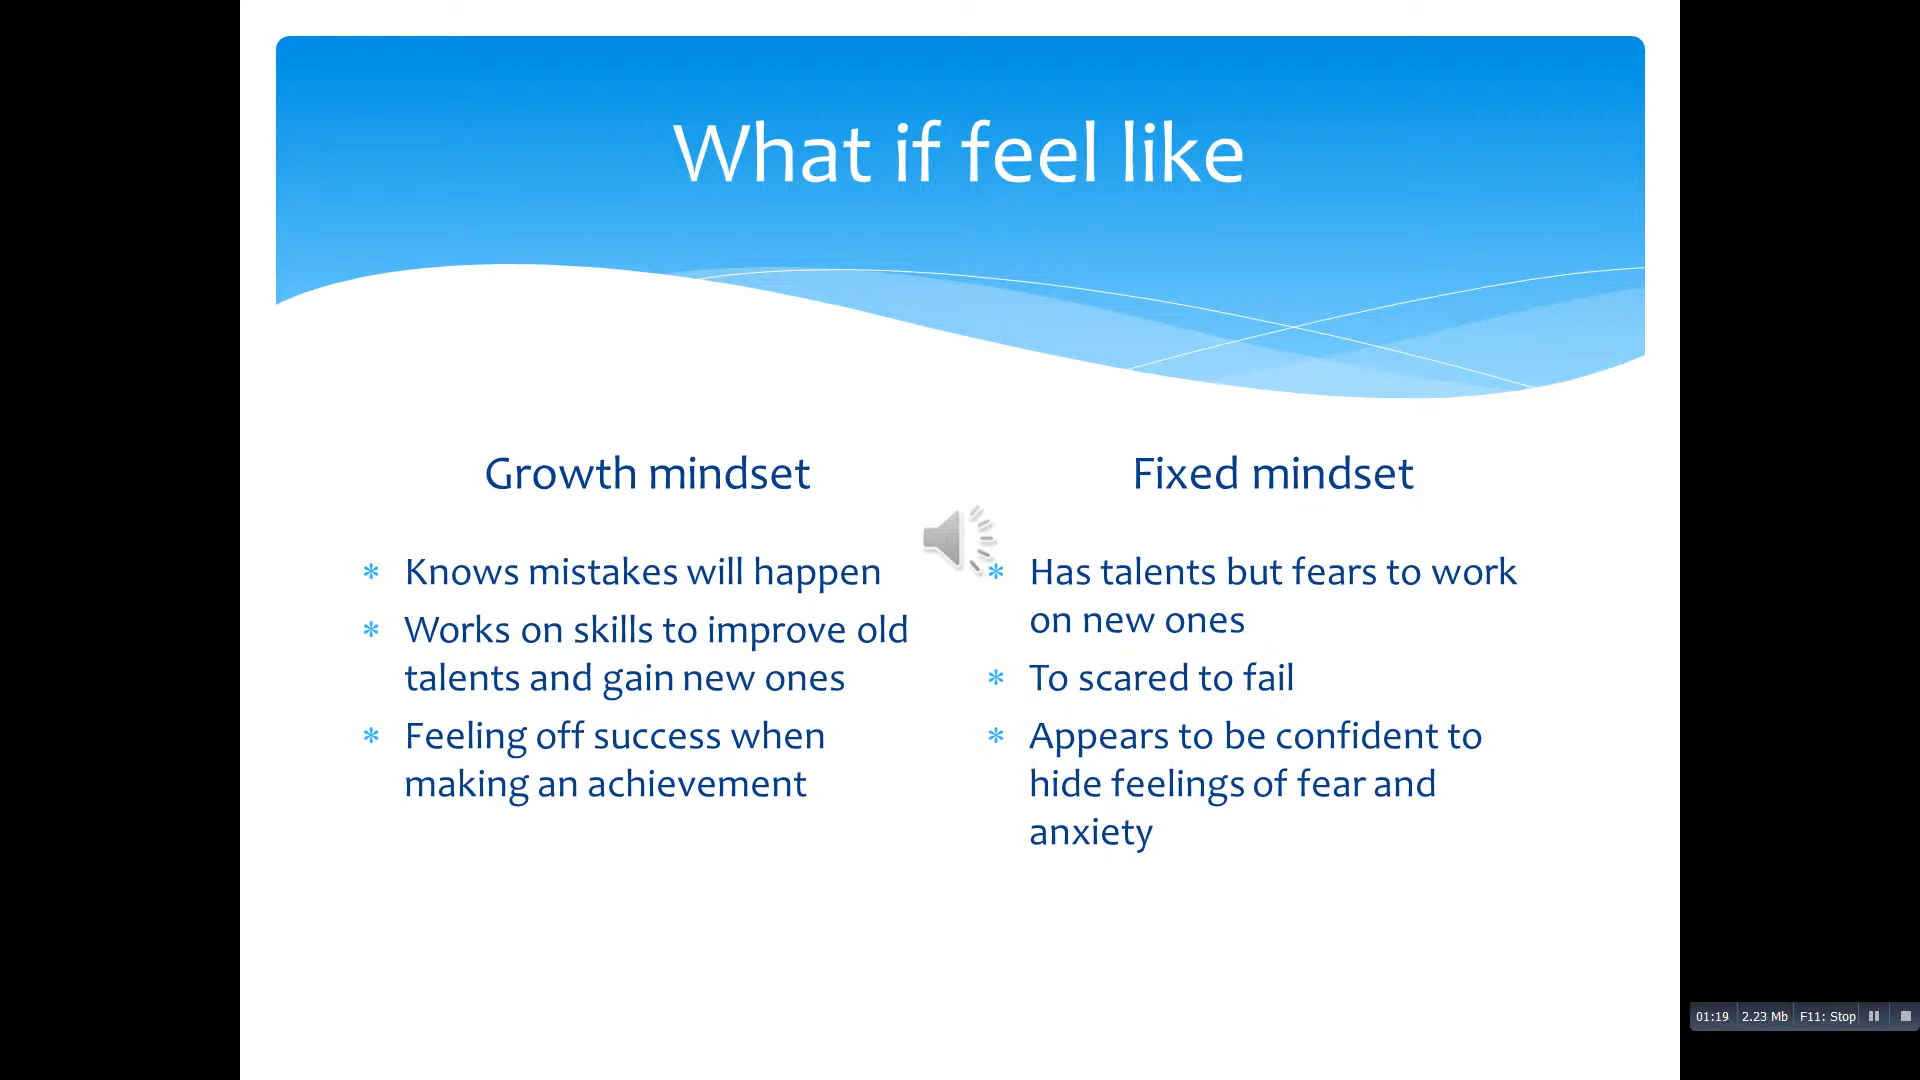 What if feel like
Growth mindset
* Knows mistakes will happen
* Works on skills to improve old
talents and gain new ones
* Feeling off success when
making an achievement
Fixed mindset
* Has talents but fears to work
on new ones
* To scared to fail
* Appears to be confident to
hide feelings of fear and
anxiety
01:19 2.23 Mb F11: Stop